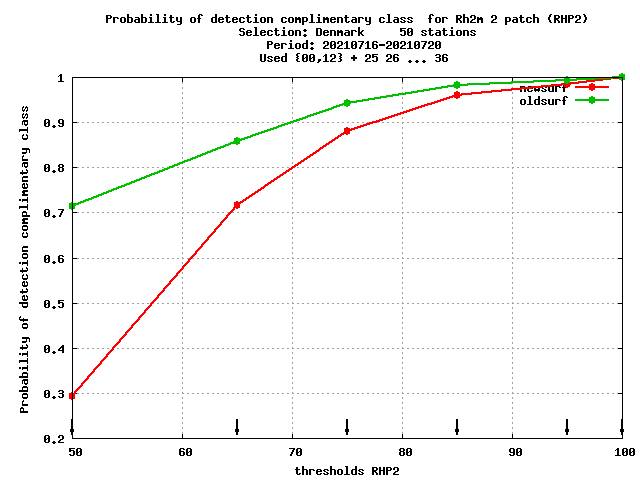 Probability of detection complimentary class  for Rh2m 2 patch (RHP2)
Selection: Denmark     50 stations
Period: 20210716-20210720
Used {00,12} + 25 26 ... 36
Probability of detection complimentary class
1
0.9
0.8
0.7
0.6
0.5
0.4
0.3
0.2
newsurf
oldsurf
50 60 70 80 90 100
thresholds RHP2